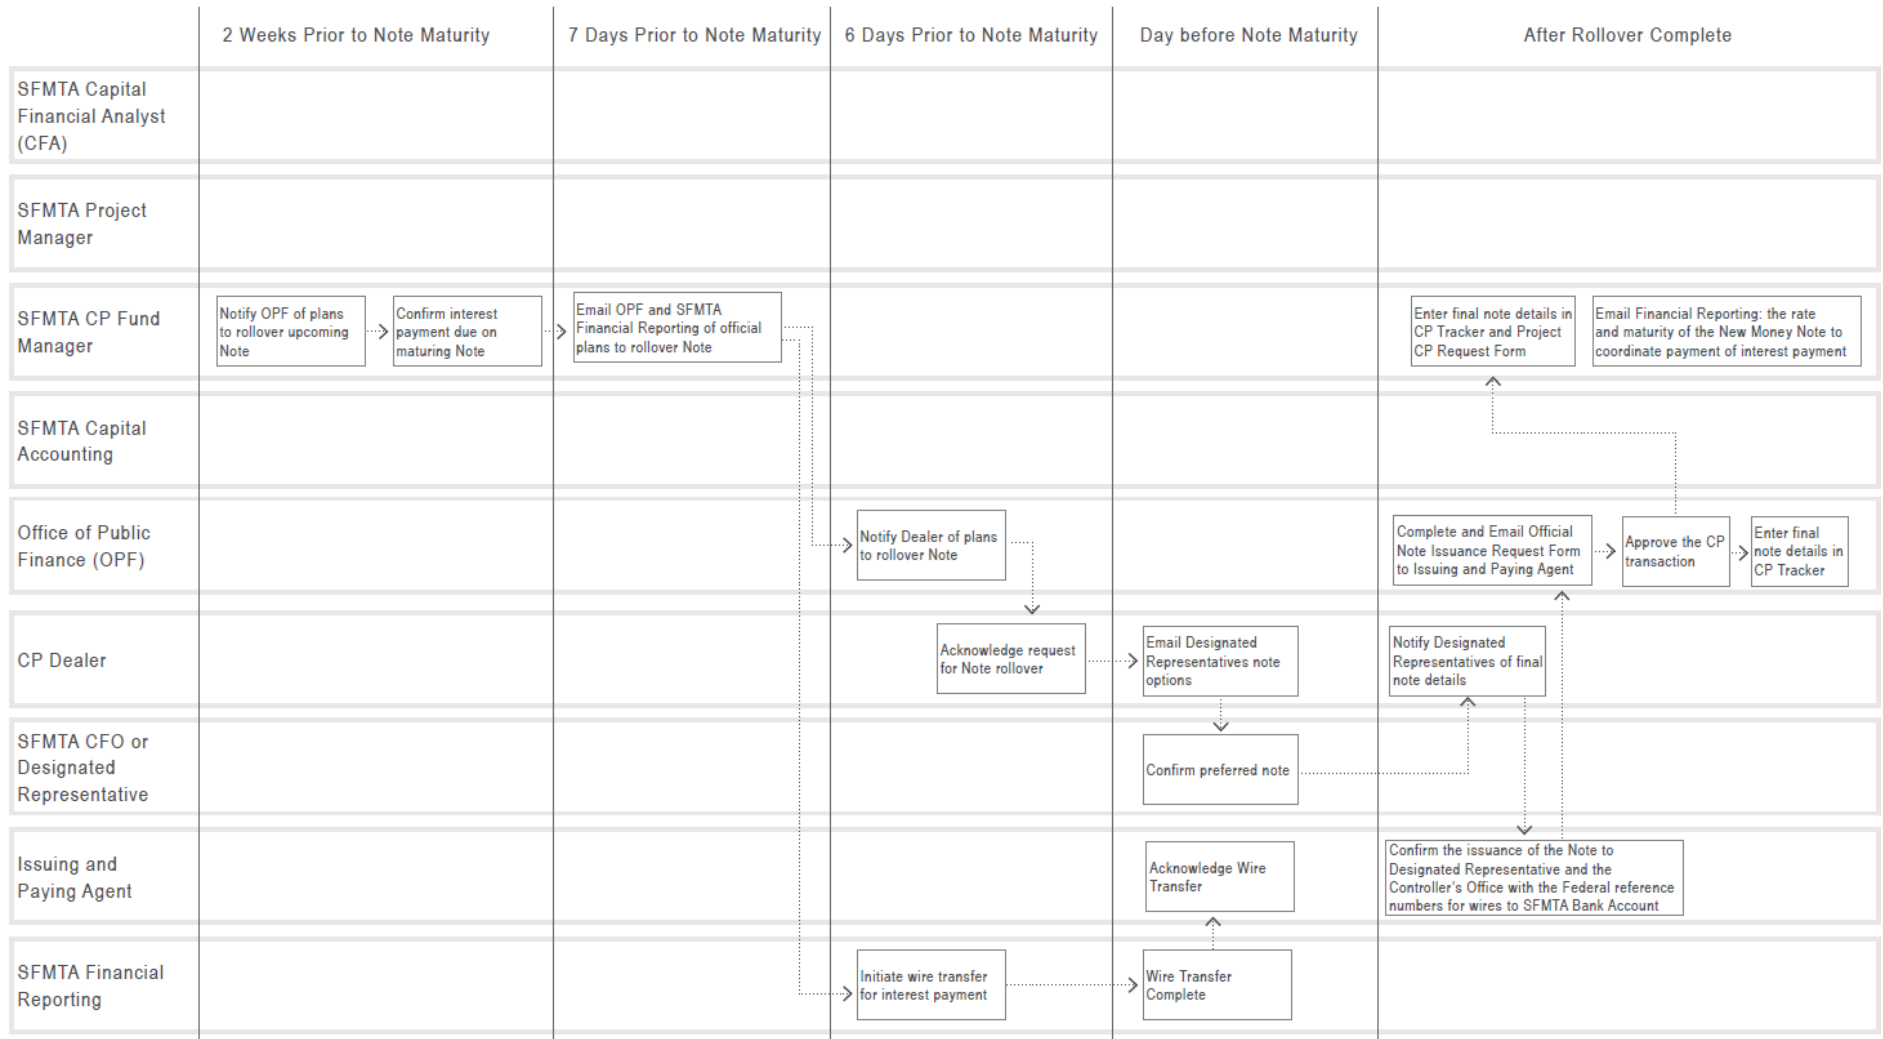 2 Weeks Prior to Note Maturity
7 Days Prior to Note Maturity
6 Days Prior to Note Maturity
Day before Note Maturity
After Rollover Complete
SFMTA Capital
Financial Analyst
(CFA)
SFMTA Project
Manager
SFMTA CP Fund
Manager
Notify OPF of plans
to rollover upcoming
Note
Confirm interest
payment due on
maturing Note
Email OPF and SFMTA
Financial Reporting of official
plans to rollover Note
Enter final note details in
CP Tracker and Project
CP Request Form
Email Financial Reporting: the rate
and maturity of the New Money Note to
coordinate payment of interest payment
SFMTA Capital
Accounting
Office of Public
Finance (OPF)
Notify Dealer of plans
to rollover Note
Complete and Email Official
Note Issuance Request Form
to Issuing and Paying Agent
Approve the CP
transaction
Enter final
note details in
CP Tracker
CP Dealer
Acknowledge request
for Note rollover
Email Designated
Representatives note
options
Notify Designated
Representatives of final
note details
SFMTA CFO or
Designated
Representative
Confirm preferred note
Issuing and
Paying Agent
Acknowledge Wire
Transfer
Confirm the issuance of the Note to
Designated Representative and the
Controller's Office with the Federal reference
numbers for wires to SFMTA Bank Account
SFMTA Financial
Reporting
Initiate wire transfer
for interest payment
Wire Transfer
Complete